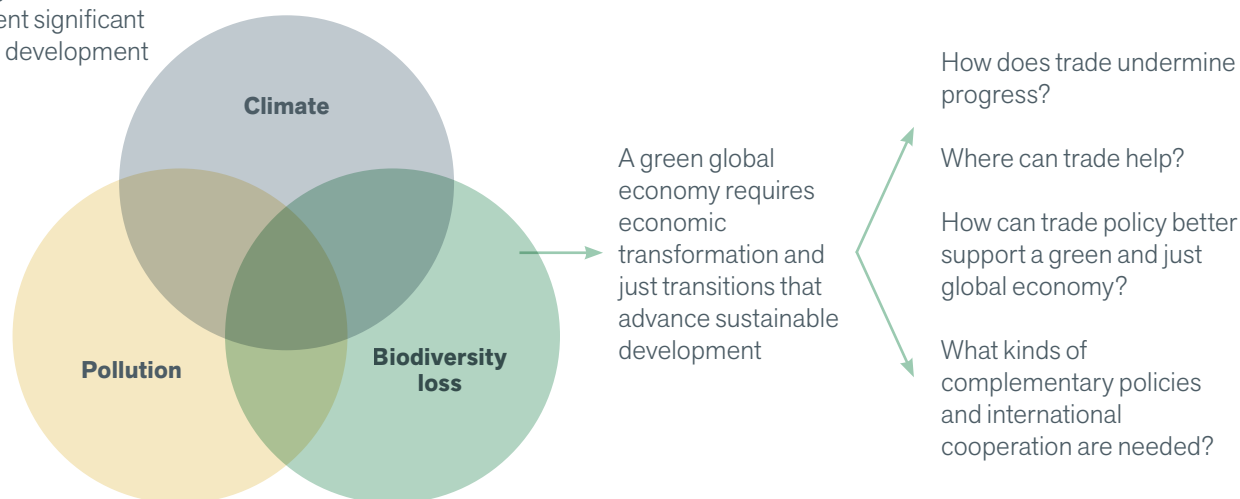 ent significant
development
Climate
Pollution
Biodiversity
loss
A green global
economy requires
economic
transformation and
just transitions that
advance sustainable
development
How does trade undermine
progress?
Where can trade help?
How can trade policy better
support a green and just
global economy?
What kinds of
complementary policies
and international
cooperation are needed?